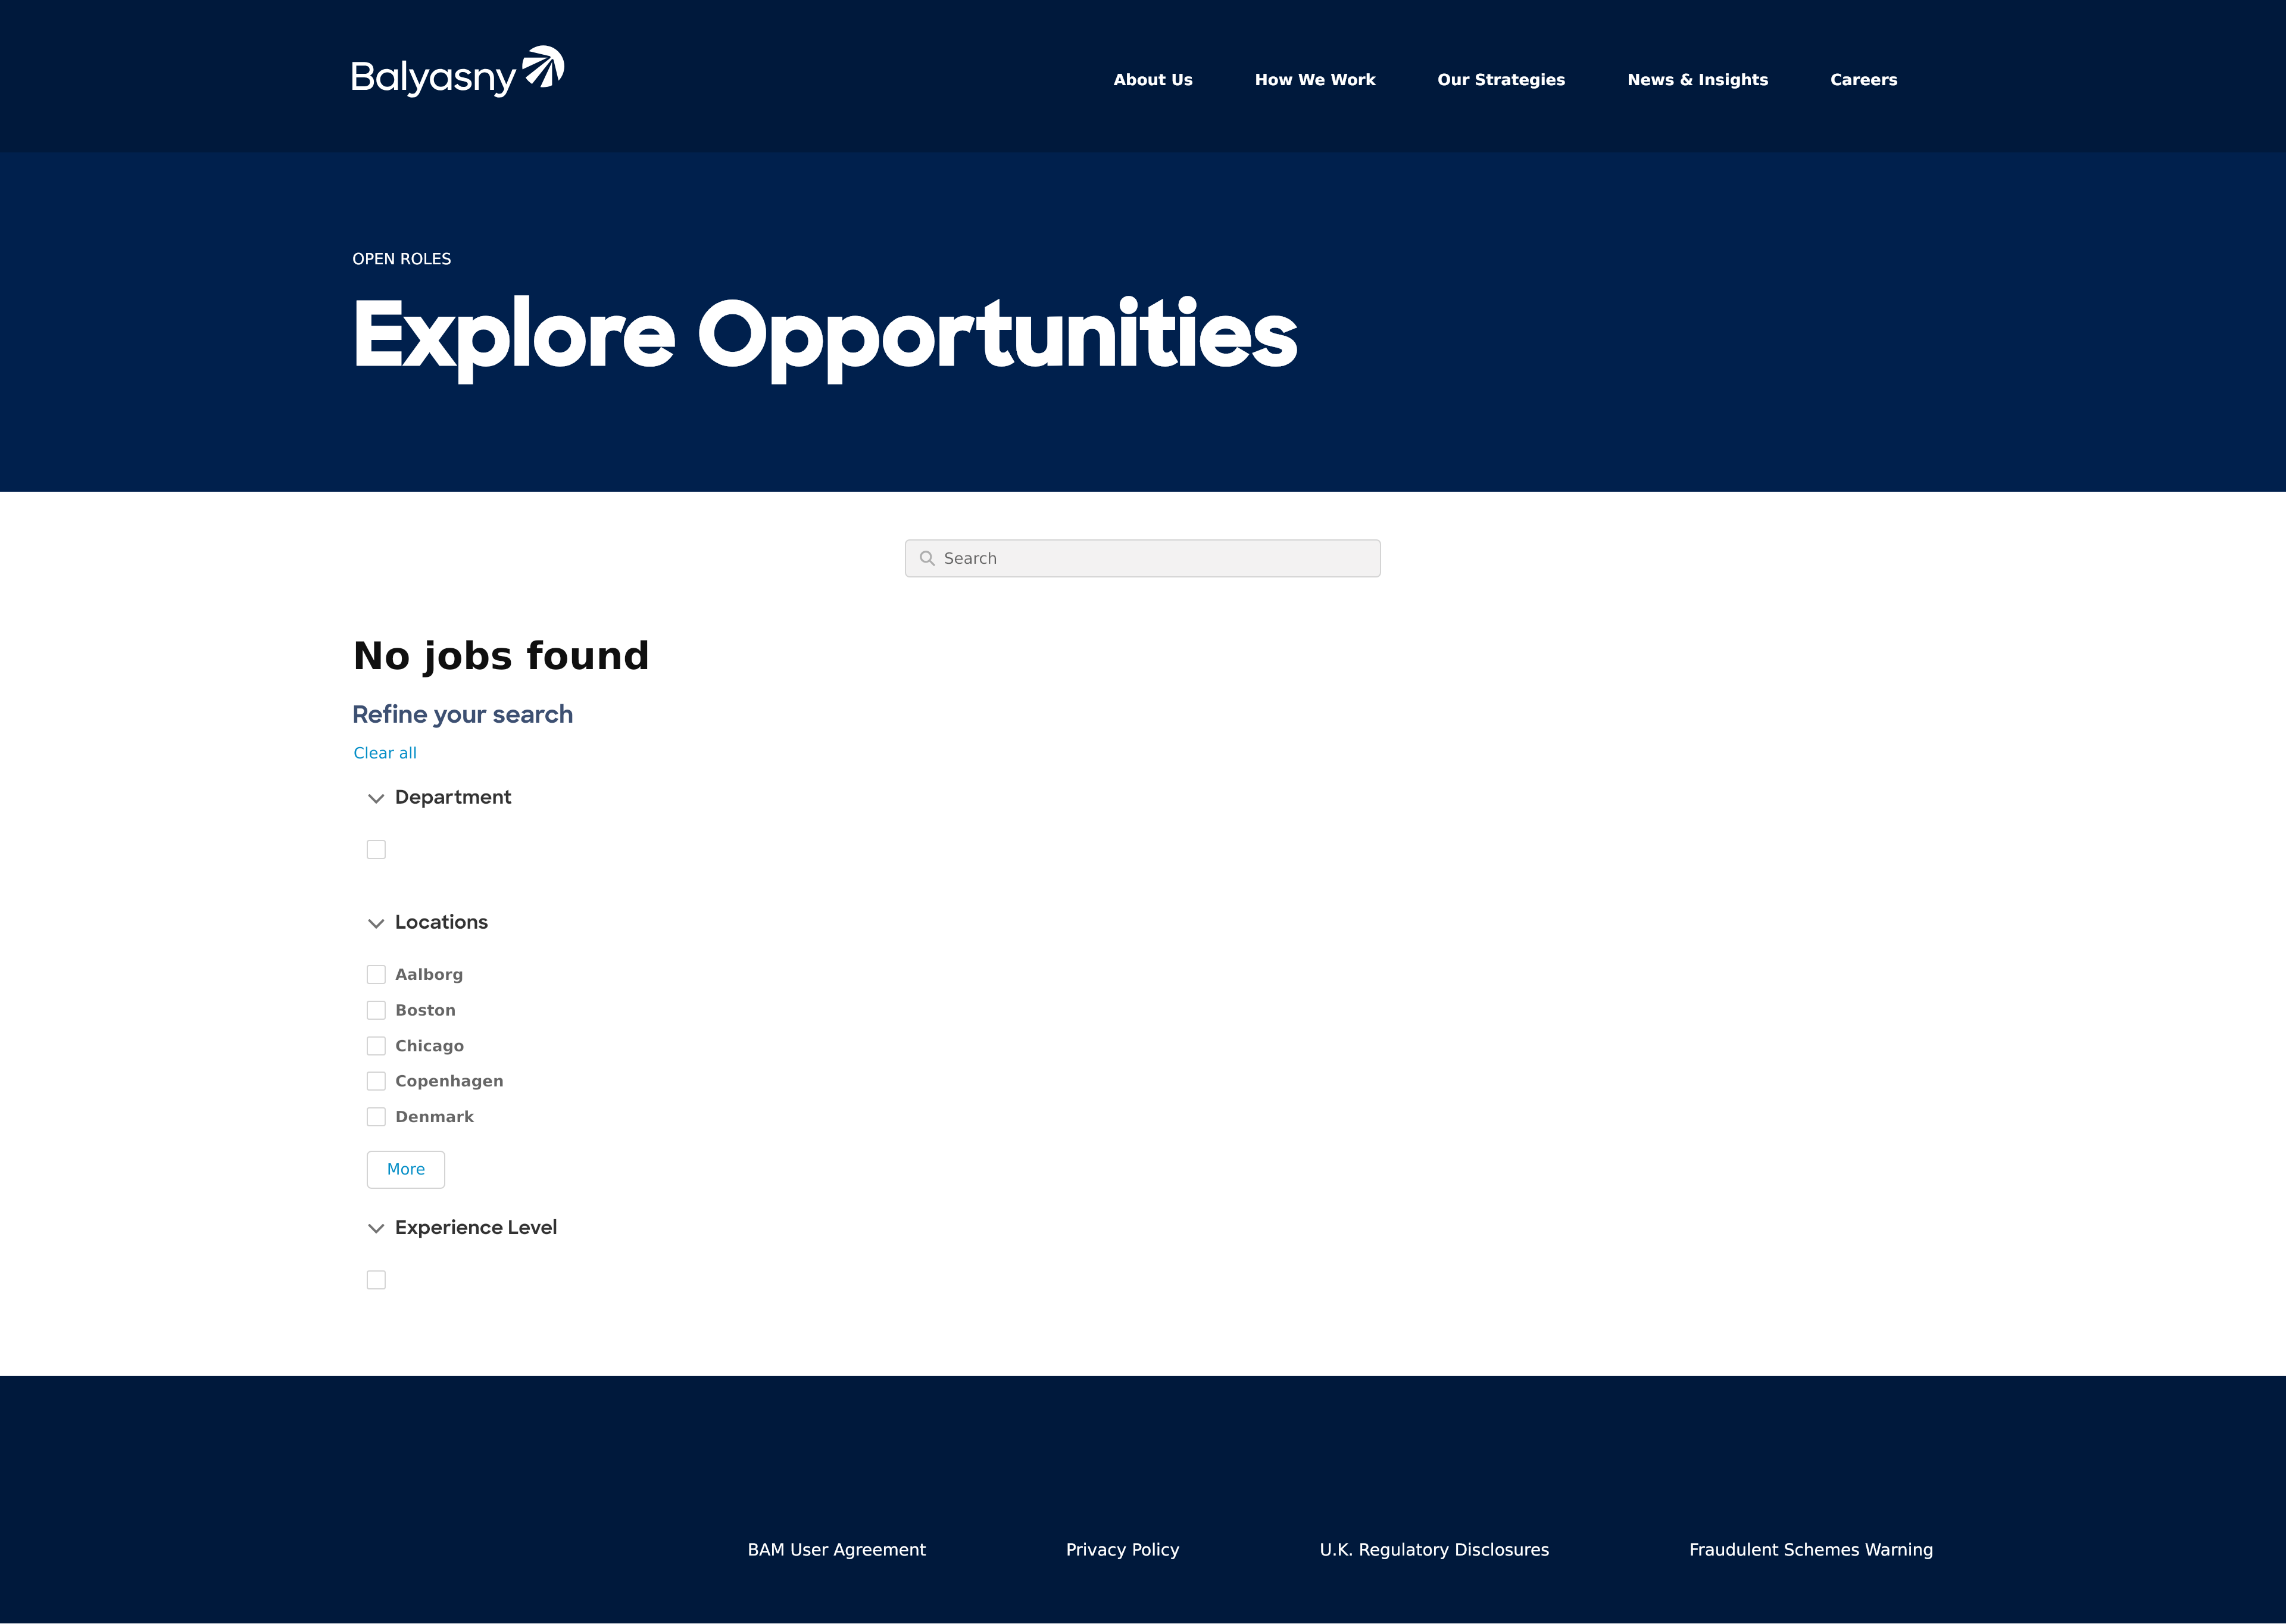 Balyasny
About Us How We Work Our Strategies News & Insights Careers
OPEN ROLES
Explore Opportunities
Search
No jobs found
Refine your search
Clear all
Department
Locations
Aalborg
Boston
Chicago
Copenhagen
Denmark
More
Experience Level
BAM User Agreement Privacy Policy U.K. Regulatory Disclosures Fraudulent Schemes Warning